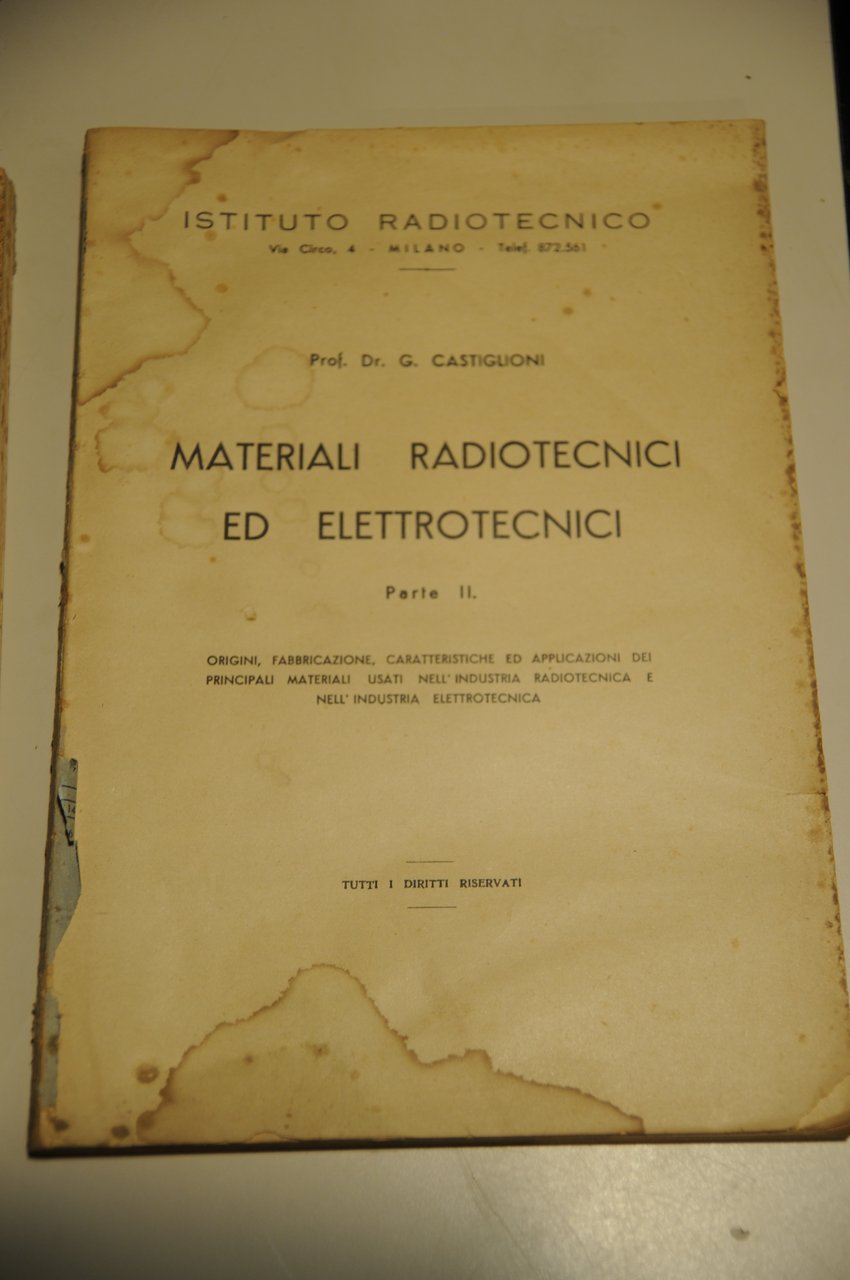 ISTITUTO RADIOTECNICO
Via Circo, 4 - MILANO - Telef. 872.561
Prof. Dr. G. CASTIGLIONI
MATERIALI RADIOTECNICI
ED ELETTROTECNICI
Parte II.
ORIGINI, FABBRICAZIONE, CARATTERISTICHE ED APPLICAZIONI DEI
PRINCIPALI MATERIALI USATI NELL'INDUSTRIA RADIOTECNICA E
NELL'INDUSTRIA ELETTROTECNICA
TUTTI I DIRITTI RISERVATI